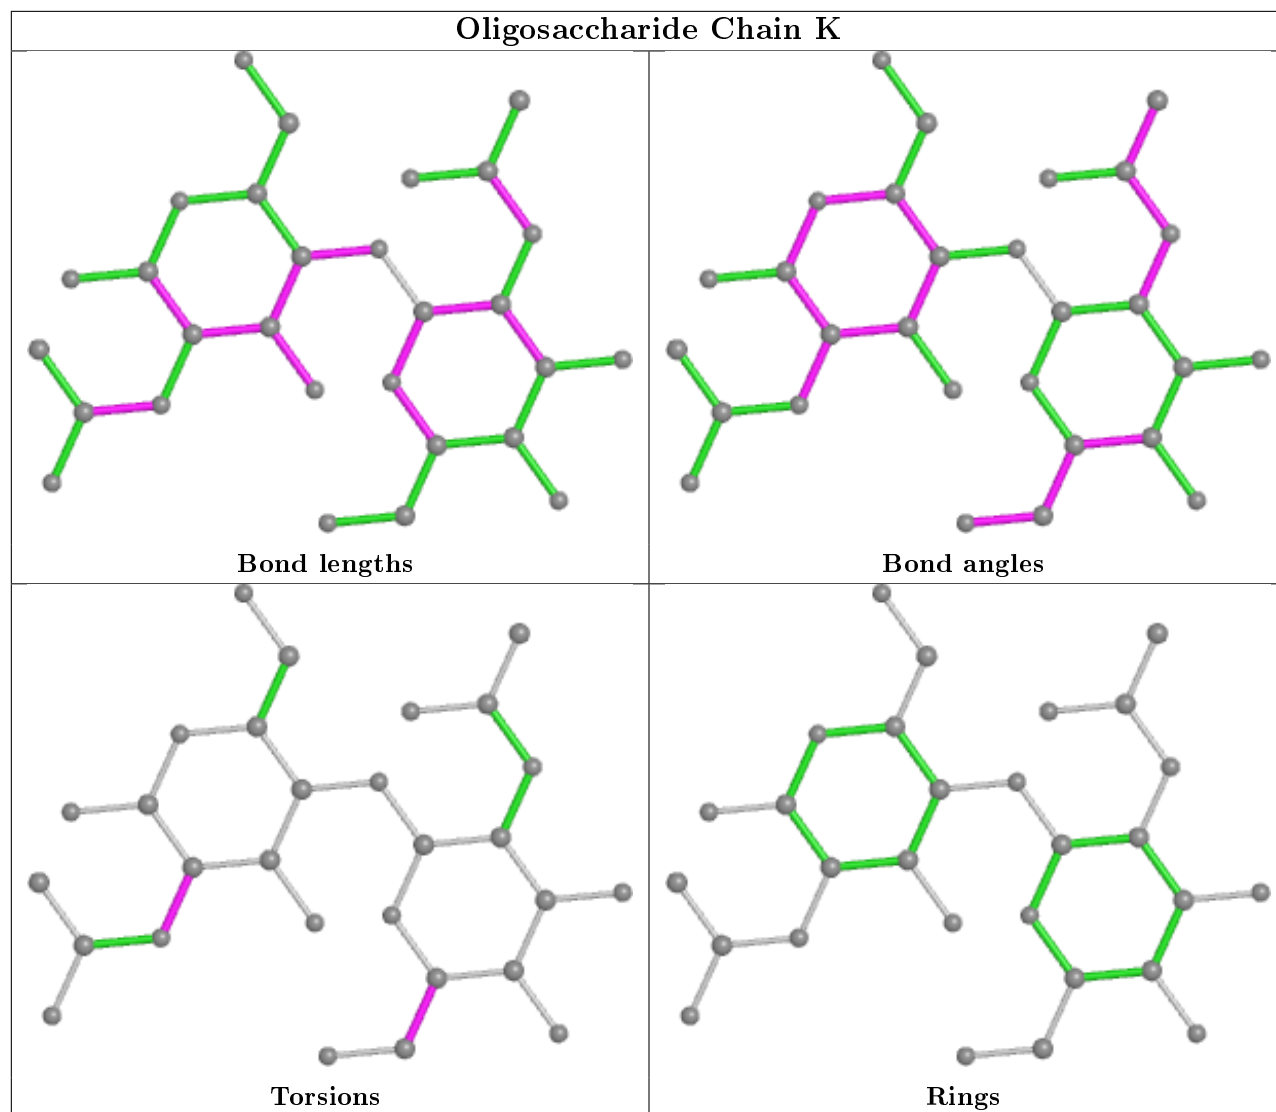 Oligosaccharide Chain K
Bond lengths
Bond angles
Torsions
Rings